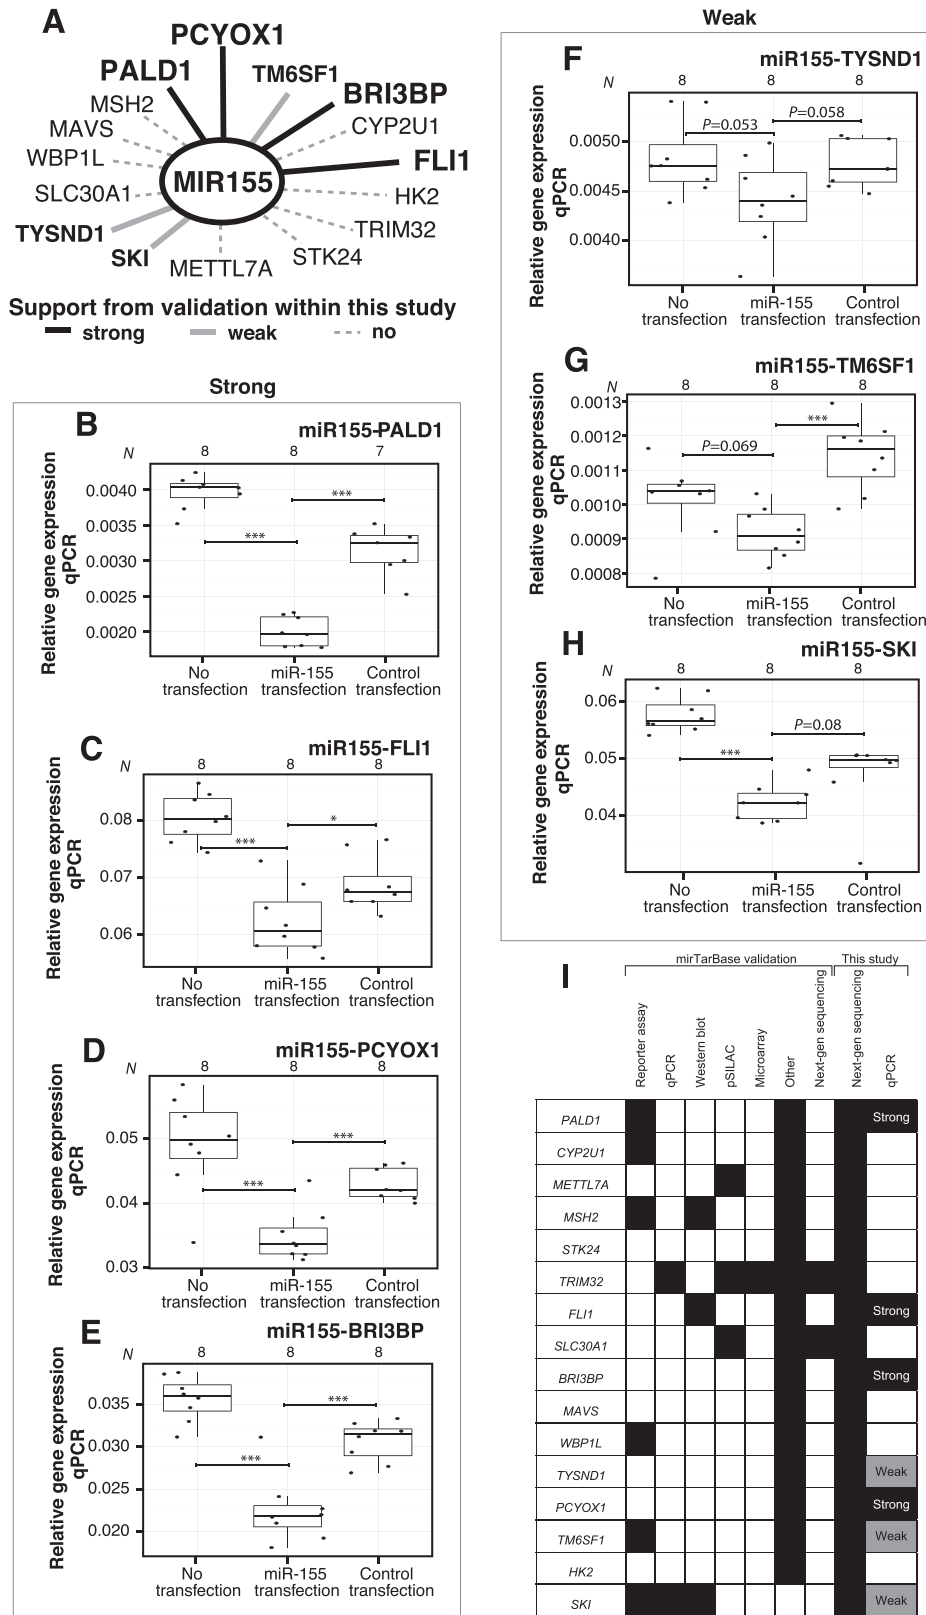 A
PCYOX1
PALD1
TM6SF1
MSH2
BRI3BP
MAVS
CYP2U1
WBP1L
FLI1
MIR155
SLC30A1
HK2
TYSND1
TRIM32
SKI
STK24
METTL7A
Support from validation within this study
strong weak no
Strong
B
miR155-PALD1
N 8 8 7
Relative gene expression
qPCR
0.0040
0.0035
0.0030
0.0025
0.0020
***
***
No transfection
miR-155 transfection
Control transfection
C
miR155-FLI1
N 8 8 8
Relative gene expression
qPCR
0.08
0.07
0.06
*
***
No transfection
miR-155 transfection
Control transfection
D
miR155-PCYOX1
N 8 8 8
Relative gene expression
qPCR
0.05
0.04
0.03
***
***
No transfection
miR-155 transfection
Control transfection
E
miR155-BRI3BP
N 8 8 8
Relative gene expression
qPCR
0.035
0.030
0.025
0.020
***
***
No transfection
miR-155 transfection
Control transfection
Weak
F
miR155-TYSND1
N 8 8 8
Relative gene expression
qPCR
0.0050
0.0045
0.0040
P=0.053
P=0.058
No transfection
miR-155 transfection
Control transfection
G
miR155-TM6SF1
N 8 8 8
Relative gene expression
qPCR
0.0013
0.0012
0.0011
0.0010
0.0009
0.0008
P=0.069
***
No transfection
miR-155 transfection
Control transfection
H
miR155-SKI
N 8 8 8
Relative gene expression
qPCR
0.06
0.05
0.04
P=0.08
***
No transfection
miR-155 transfection
Control transfection
I
mirTarBase validation This study
Reporter assay
qPCR
Western blot
pSILAC
Microarray
Other
Next-gen sequencing
Next-gen sequencing
qPCR
PALD1 Strong
CYP2U1
METTL7A
MSH2
STK24
TRIM32
FLI1 Strong
SLC30A1
BRI3BP Strong
MAVS
WBP1L
TYSND1 Weak
PCYOX1 Strong
TM6SF1 Weak
HK2
SKI Weak